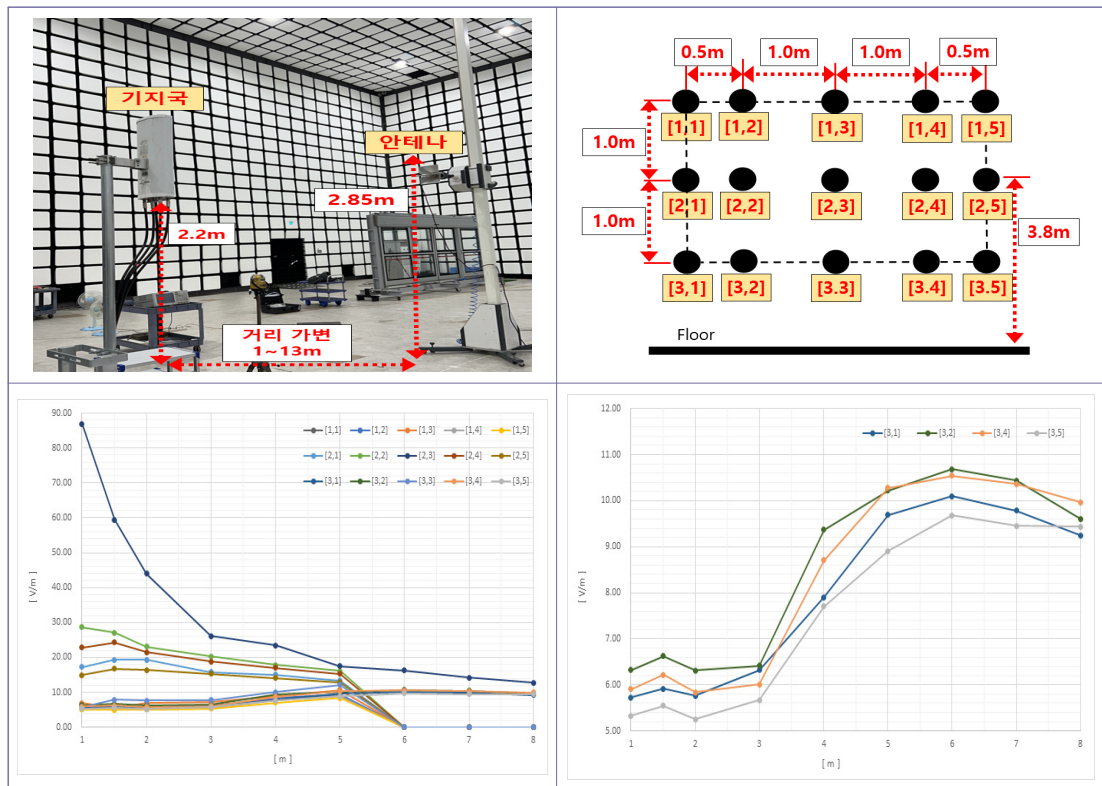 기지국
안테나
2.85m
2.2m
거리 가변
1~13m
0.5m
1.0m
1.0m
0.5m
[1,1]
[1,2]
[1,3]
[1,4]
[1,5]
1.0m
[2,1]
[2,2]
[2,3]
[2,4]
[2,5]
1.0m
3.8m
[3,1]
[3,2]
[3.3]
[3.4]
[3.5]
Floor
90.00
80.00
70.00
60.00
50.00
40.00
30.00
20.00
10.00
0.00
[ V/m ]
[1,1] [1,2] [1,3] [1,4] [1,5]
[2,1] [2,2] [2,3] [2,4] [2,5]
[3,1] [3,2] [3,3] [3,4] [3,5]
1 2 3 4 5 6 7 8
[ m ]
12.00
11.00
10.00
9.00
8.00
7.00
6.00
5.00
[ V/m ]
[3,1] [3,2] [3,4] [3,5]
1 2 3 4 5 6 7 8
[ m ]